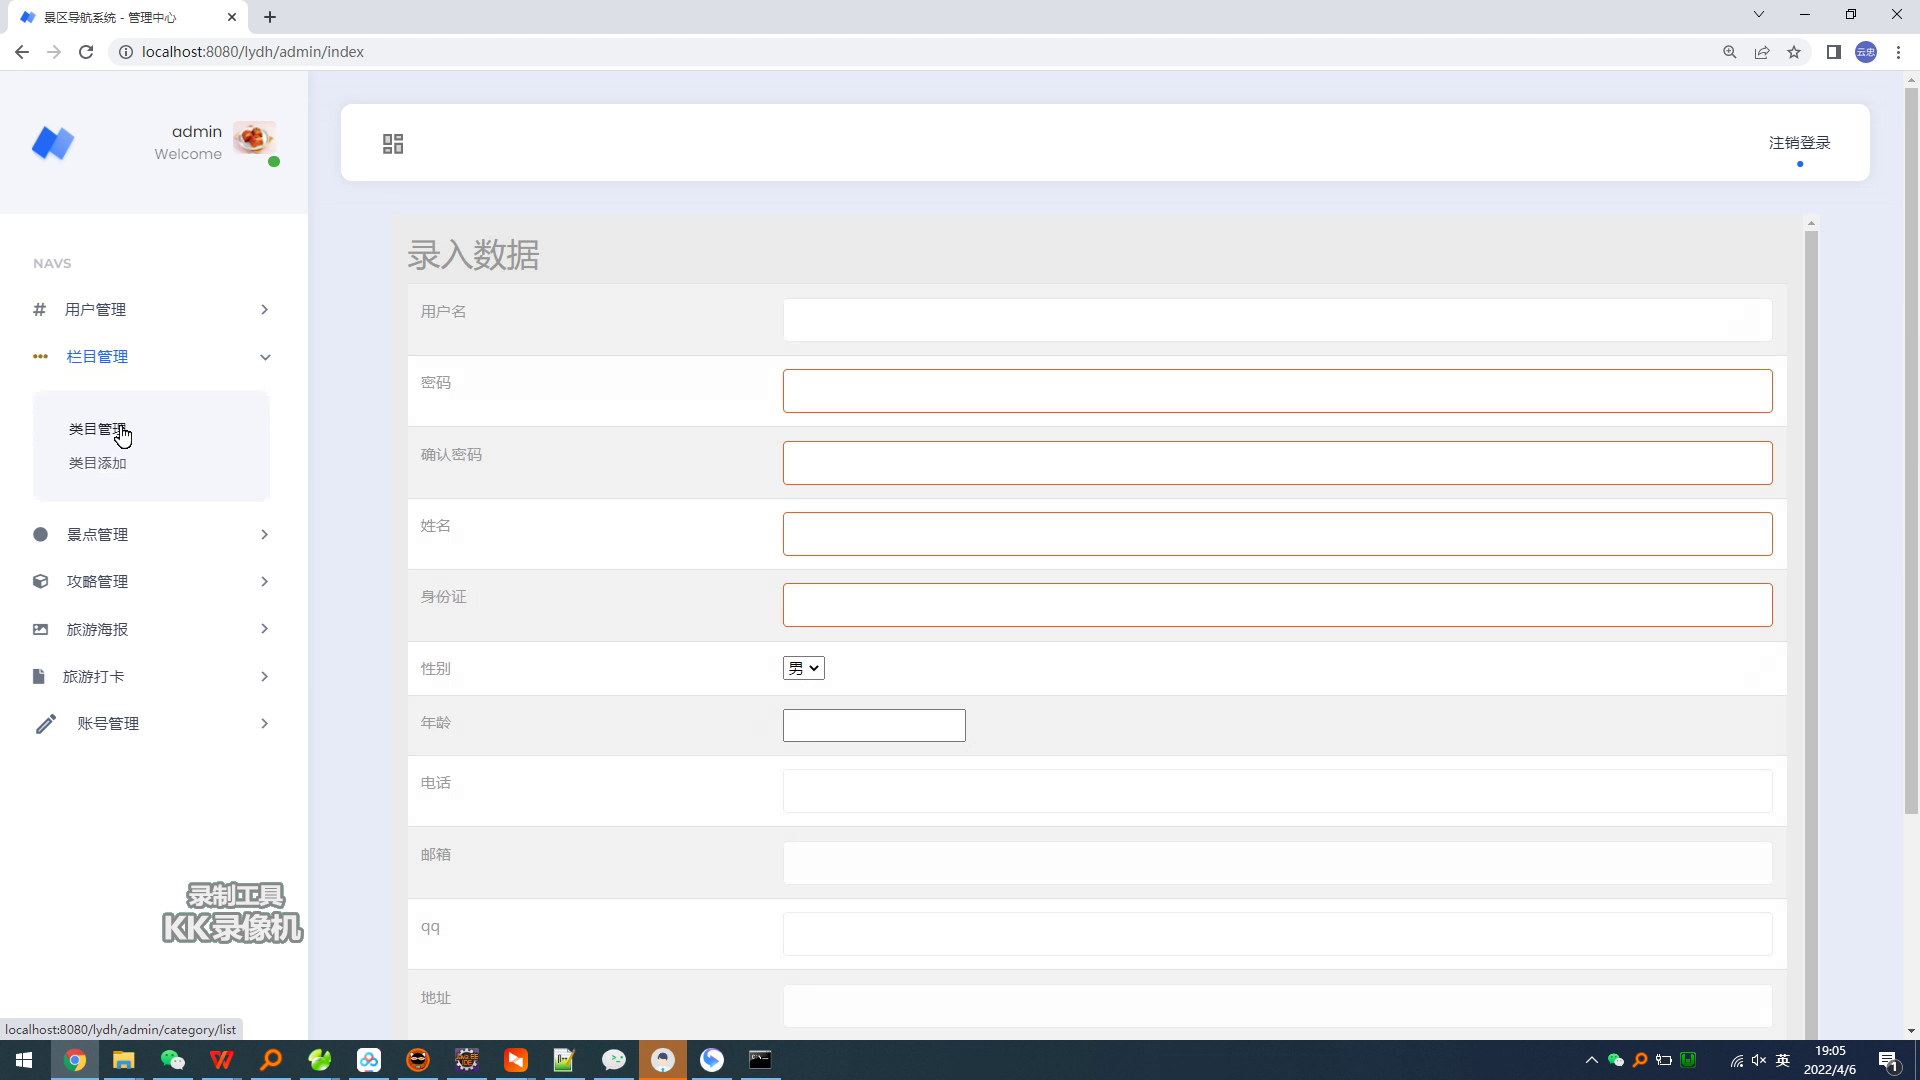 景区导航系统 - 管理中心
localhost:8080/lydh/admin/index
云忠
admin
Welcome
注销登录
NAVS
用户管理
栏目管理
类目管理
类目添加
景点管理
攻略管理
旅游海报
旅游打卡
账号管理
录入数据
用户名
密码
确认密码
姓名
身份证
性别
男
年龄
电话
邮箱
qq
地址
录制工具
KK录像机
localhost:8080/lydh/admin/category/list
英
19:05
2022/4/6
1